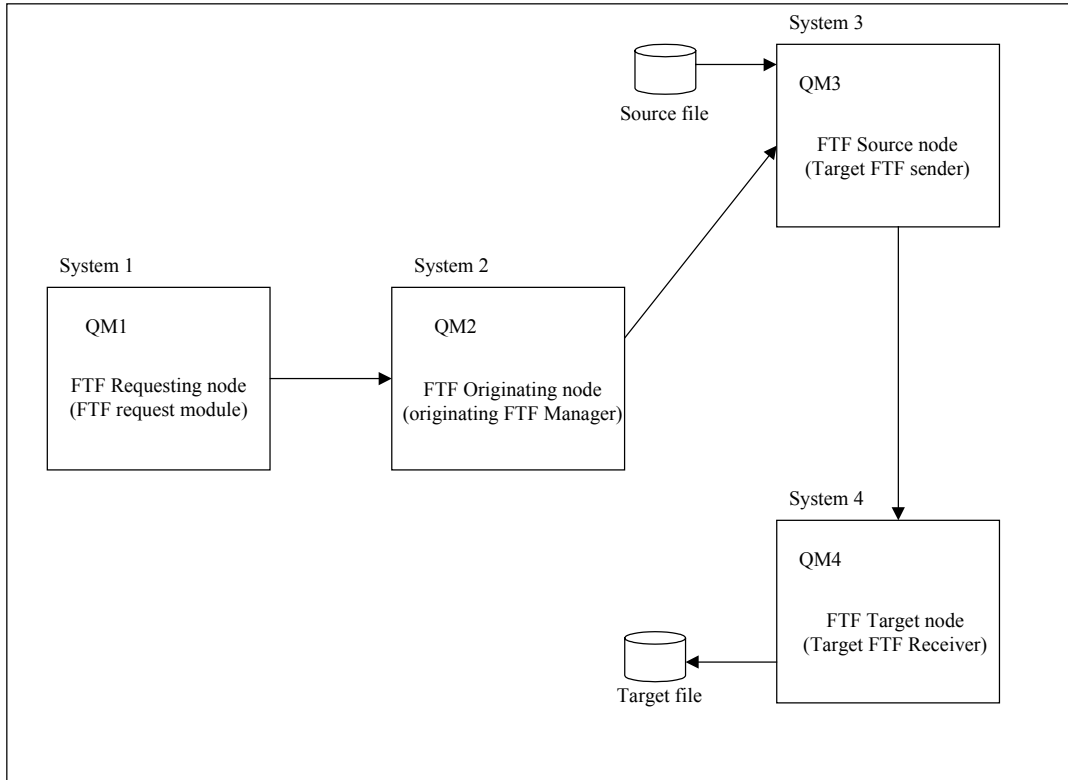 System 3
QM3
Source file
FTF Source node
(Target FTF sender)
System 1
System 2
QM1
QM2
FTF Requesting node
(FTF request module)
FTF Originating node
(originating FTF Manager)
System 4
QM4
FTF Target node
(Target FTF Receiver)
Target file